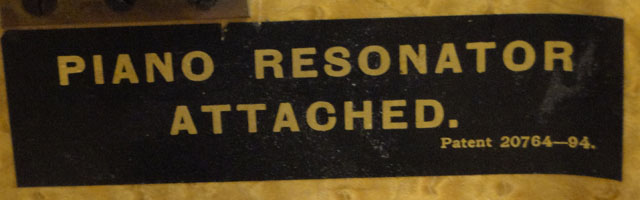 PIANO RESONATOR
ATTACHED.
Patent 20764—94.